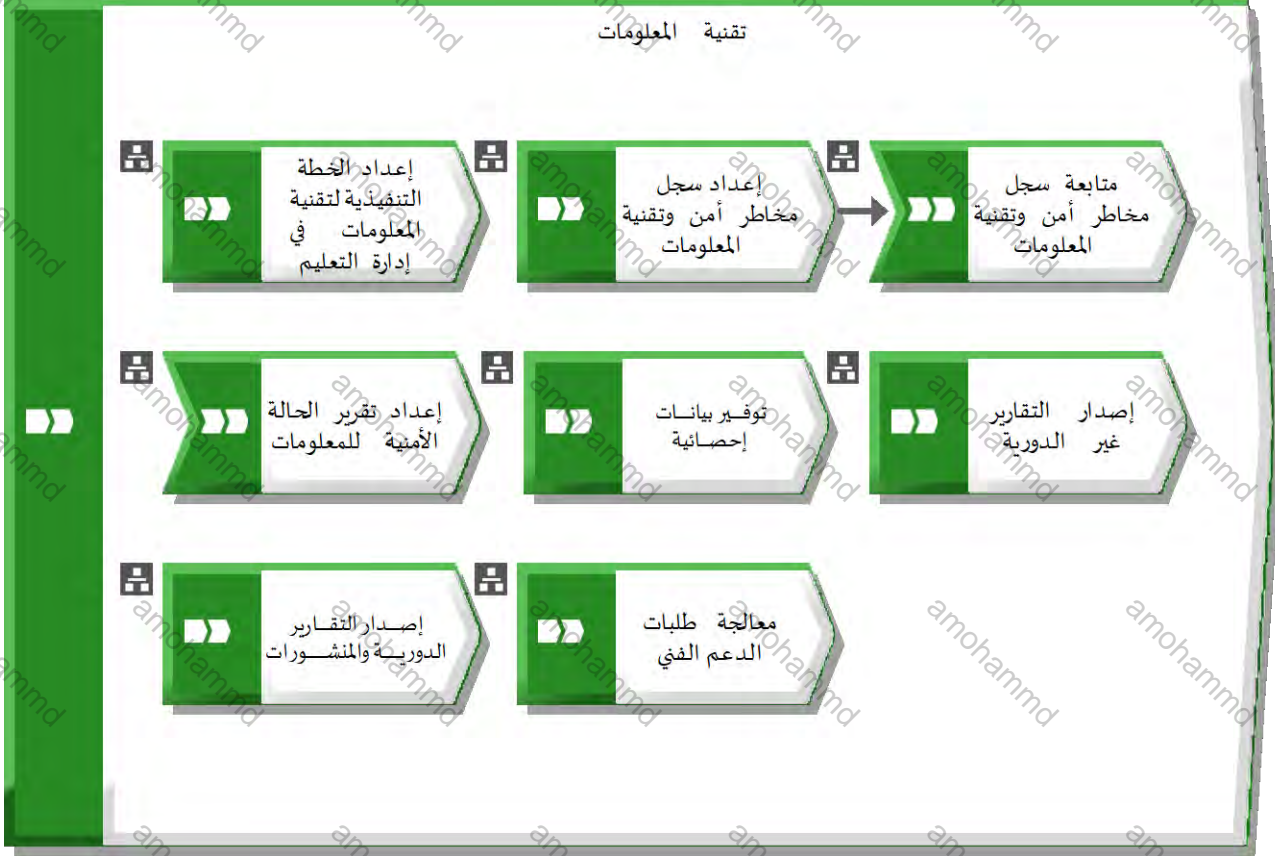 تقنية المعلومات
إعداد الخطة
التنفيذية لتقنية
المعلومات في
إدارة التعليم
إعداد سجل
مخاطر أمن وتقنية
المعلومات
متابعة سجل
مخاطر أمن وتقنية
المعلومات
إعداد تقرير الحالة
الأمنية للمعلومات
توفير بيانات
إحصائية
إصدار التقارير
غير الدورية
إصدار التقارير
الدورية والمنشورات
معالجة طلبات
الدعم الفني
amohammd